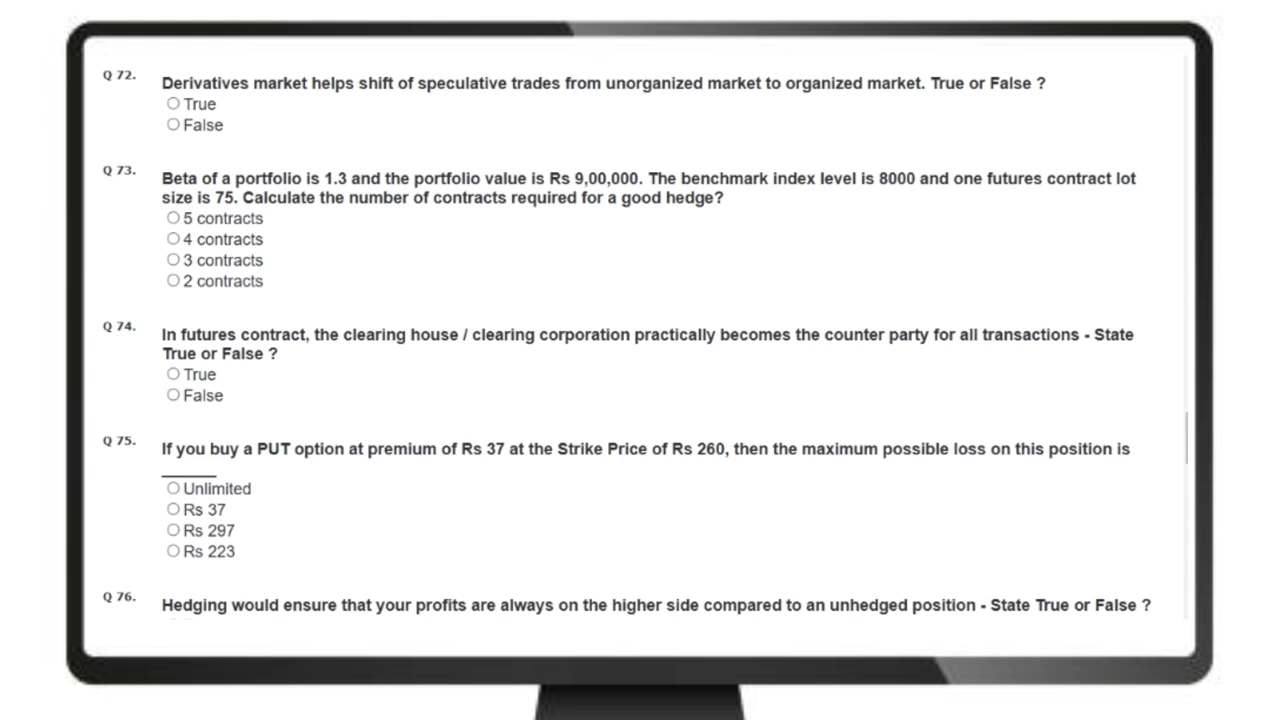 Q 72.
Derivatives market helps shift of speculative trades from unorganized market to organized market. True or False ?
True
False
Q 73.
Beta of a portfolio is 1.3 and the portfolio value is Rs 9,00,000. The benchmark index level is 8000 and one futures contract lot
size is 75. Calculate the number of contracts required for a good hedge?
5 contracts
4 contracts
3 contracts
2 contracts
Q 74.
In futures contract, the clearing house / clearing corporation practically becomes the counter party for all transactions - State
True or False ?
True
False
Q 75.
If you buy a PUT option at premium of Rs 37 at the Strike Price of Rs 260, then the maximum possible loss on this position is
________
Unlimited
Rs 37
Rs 297
Rs 223
Q 76.
Hedging would ensure that your profits are always on the higher side compared to an unhedged position - State True or False ?